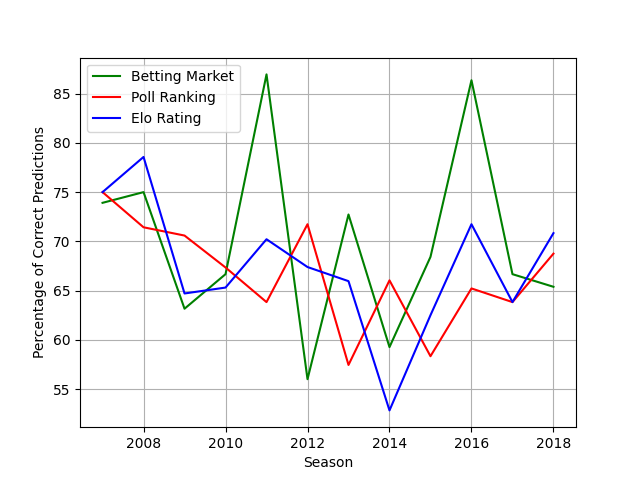 Betting Market
Poll Ranking
Elo Rating
85
80
75
70
65
60
55
Percentage of Correct Predictions
2008 2010 2012 2014 2016 2018
Season